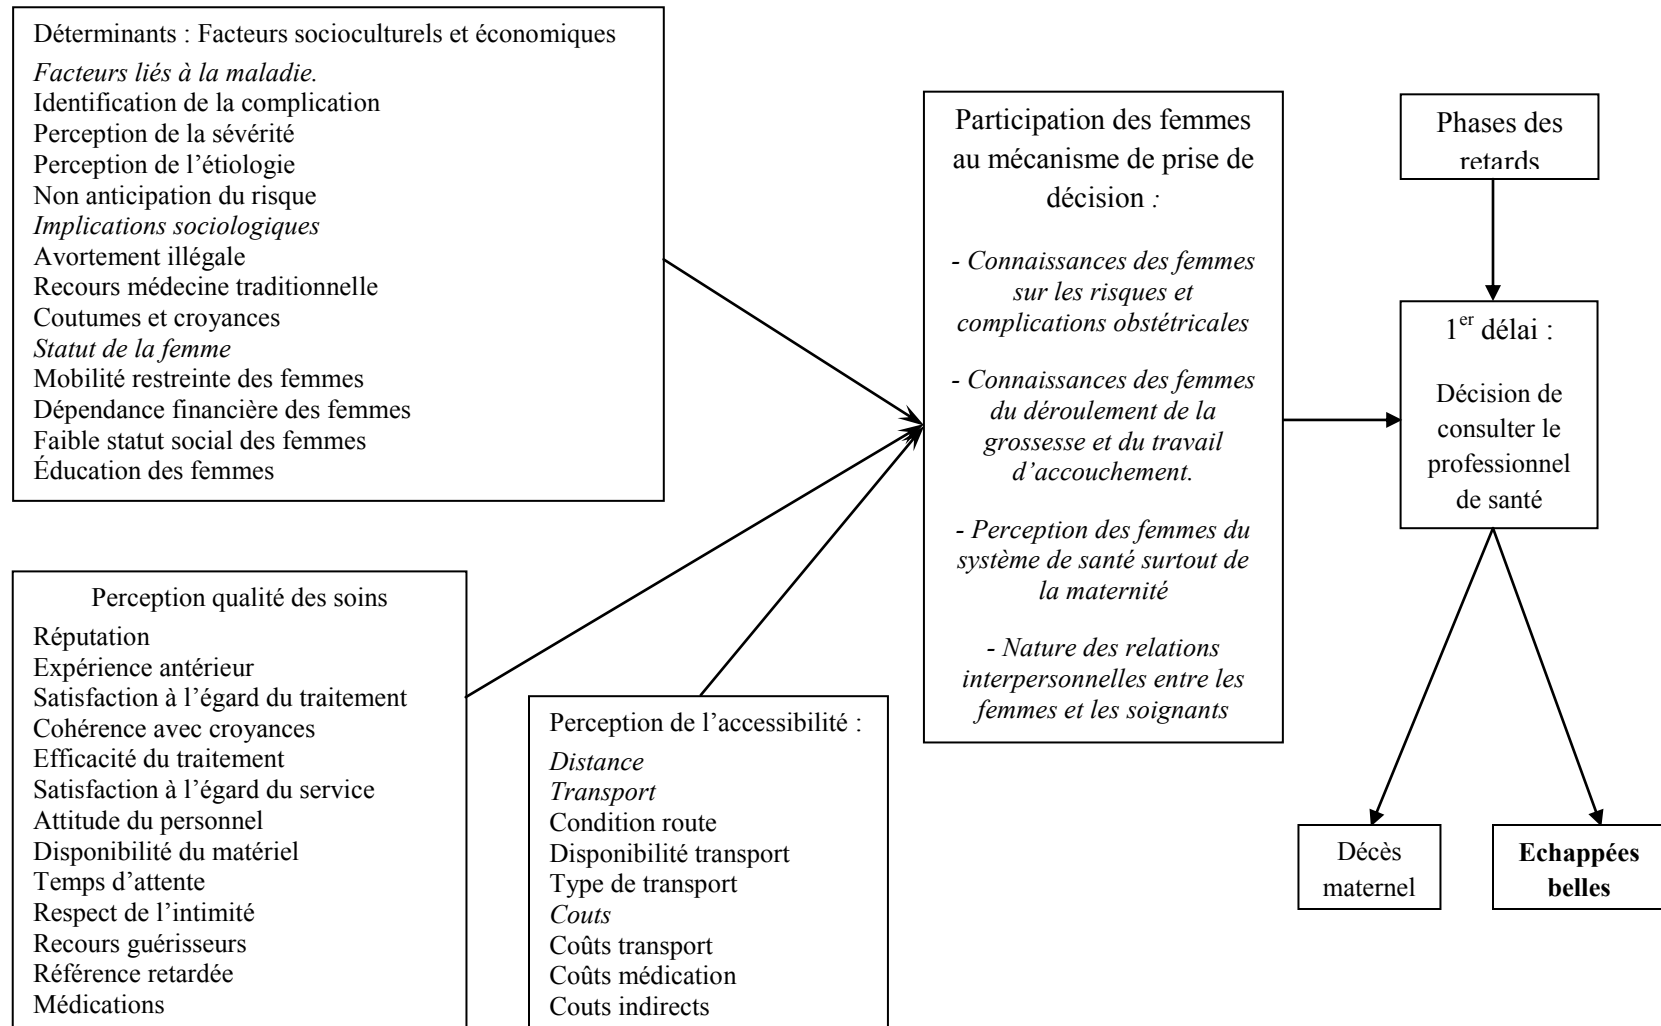 Déterminants : Facteurs socioculturels et économiques
Facteurs liés à la maladie.
Identification de la complication
Perception de la sévérité
Perception de l’étiologie
Non anticipation du risque
Implications sociologiques
Avortement illégale
Recours médecine traditionnelle
Coutumes et croyances
Statut de la femme
Mobilité restreinte des femmes
Dépendance financière des femmes
Faible statut social des femmes
Éducation des femmes
Perception qualité des soins
Réputation
Expérience antérieur
Satisfaction à l’égard du traitement
Cohérence avec croyances
Efficacité du traitement
Satisfaction à l’égard du service
Attitude du personnel
Disponibilité du matériel
Temps d’attente
Respect de l’intimité
Recours guérisseurs
Référence retardée
Médications
Perception de l’accessibilité :
Distance
Transport
Condition route
Disponibilité transport
Type de transport
Couts
Coûts transport
Coûts médication
Couts indirects
Participation des femmes
au mécanisme de prise de
décision :
- Connaissances des femmes
sur les risques et
complications obstétricales
- Connaissances des femmes
du déroulement de la
grossesse et du travail
d’accouchement.
- Perception des femmes du
système de santé surtout de
la maternité
- Nature des relations
interpersonnelles entre les
femmes et les soignants
Phases des
retards
1er délai :
Décision de
consulter le
professionnel
de santé
Décès
maternel
Echappées
belles